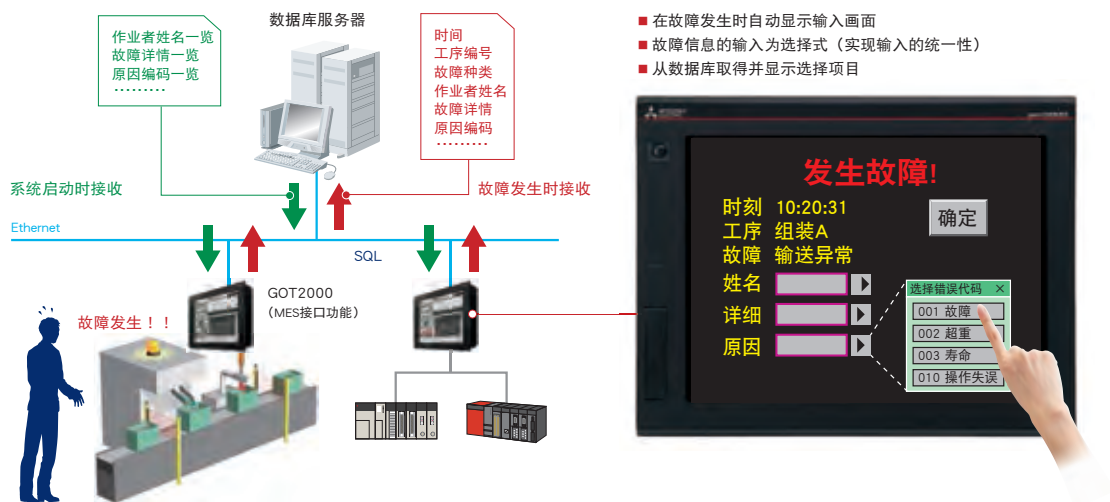 数据库服务器
作业者姓名一览
故障详情一览
原因编码一览
………
时间
工序编号
故障种类
作业者姓名
故障详情
原因编码
………
系统启动时接收
故障发生时接收
Ethernet
SQL
GOT2000
（MES接口功能）
故障发生！！
■ 在故障发生时自动显示输入画面
■ 故障信息的输入为选择式（实现输入的统一性）
■ 从数据库取得并显示选择项目
发生故障!
时刻 10:20:31
工序 组装A
故障 输送异常
确定
姓名
详细
原因
选择错误代码 ×
001 故障
002 超重
003 寿命
010 操作失误